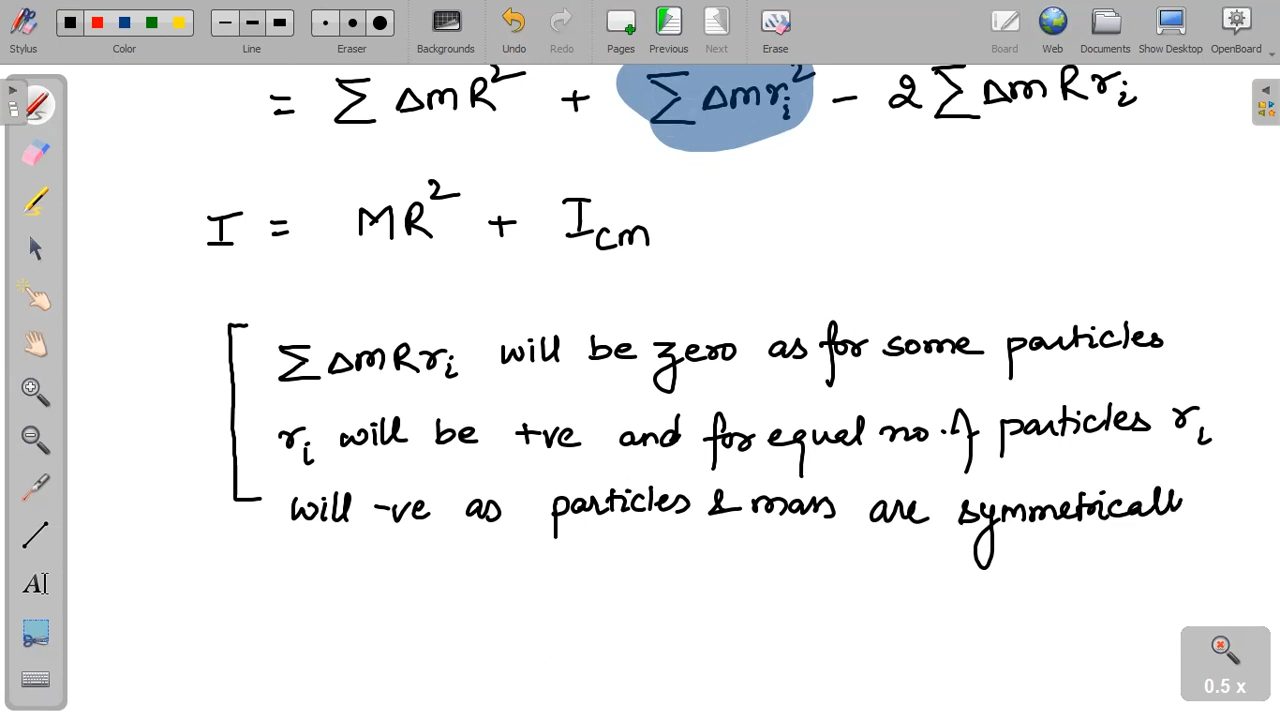 Stylus Color Line Eraser Backgrounds Undo Redo Pages Previous Next Erase Board Web Documents Show Desktop OpenBoard
= ∑ ΔmR² + ∑ Δmrᵢ² − 2 ∑ ΔmRrᵢ
I = MR² + Icm
∑ ΔmRrᵢ will be zero as for some particles
rᵢ will be +ve and for equal no. of particles rᵢ
will -ve as particles & mass are symmetricall
0.5 x